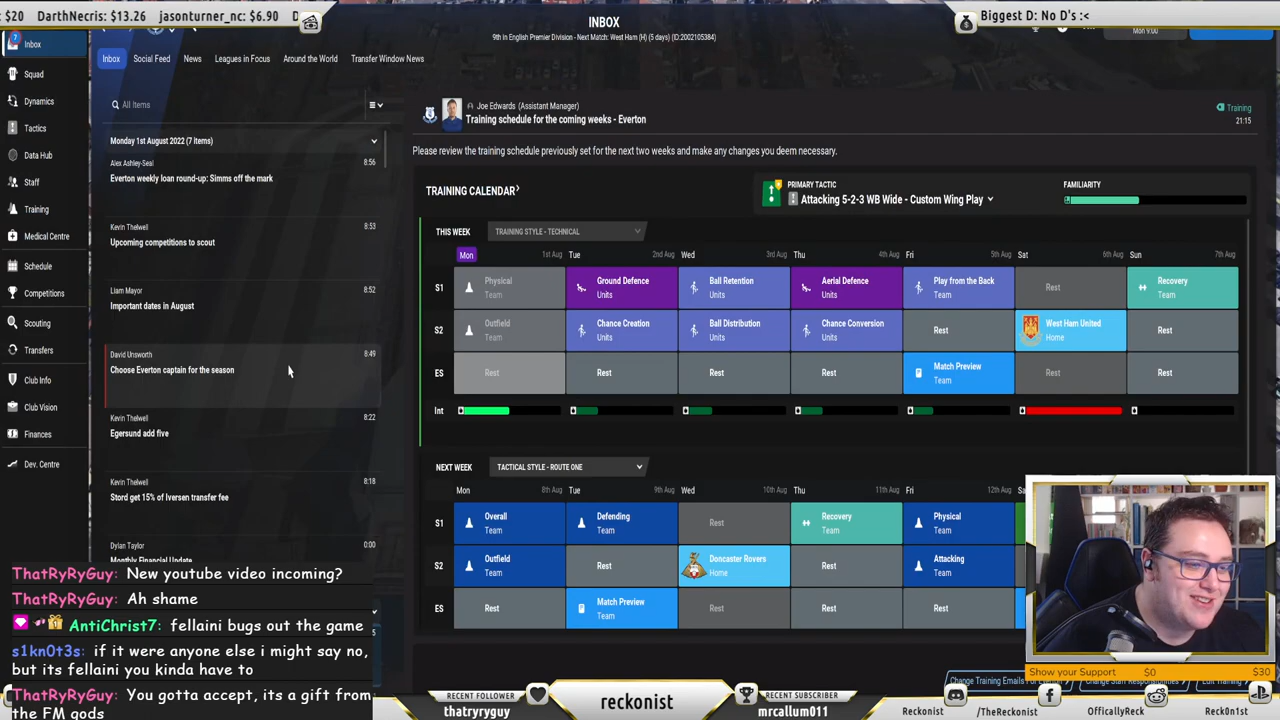 $20 DarthNecris: $13.26 jasonturner_nc: $6.90
INBOX
Biggest D: No D's :<
9th in English Premier Division - Next Match: West Ham (H) (5 days) (ID:2002105384)
Mon 9:00
7
Inbox
Squad
Dynamics
Tactics
Data Hub
Staff
Training
Medical Centre
Schedule
Competitions
Scouting
Transfers
Club Info
Club Vision
Finances
Dev. Centre
Inbox Social Feed News Leagues in Focus Around the World Transfer Window News
All Items
Monday 1st August 2022 (7 items)
Alex Ashley-Seal 8:56
Everton weekly loan round-up: Simms off the mark
Kevin Thelwell 8:53
Upcoming competitions to scout
Liam Mayor 8:52
Important dates in August
David Unsworth 8:49
Choose Everton captain for the season
Kevin Thelwell 8:22
Egersund add five
Kevin Thelwell 8:18
Stord get 15% of Iversen transfer fee
Dylan Taylor 0:00
Monthly Financial Update
Joe Edwards (Assistant Manager)
Training schedule for the coming weeks - Everton
Training
21:15
Please review the training schedule previously set for the next two weeks and make any changes you deem necessary.
TRAINING CALENDAR
PRIMARY TACTIC
Attacking 5-2-3 WB Wide - Custom Wing Play
FAMILIARITY
THIS WEEK TRAINING STYLE - TECHNICAL
Mon 1st Aug Tue 2nd Aug Wed 3rd Aug Thu 4th Aug Fri 5th Aug Sat 6th Aug Sun 7th Aug
S1 Physical Ground Defence Ball Retention Aerial Defence Play from the Back Rest Recovery
Team Units Units Units Team Team
S2 Outfield Chance Creation Ball Distribution Chance Conversion Rest West Ham United Rest
Team Units Units Units Home
ES Rest Rest Rest Rest Match Preview Rest Rest
Team
Int
NEXT WEEK TACTICAL STYLE - ROUTE ONE
Mon 8th Aug Tue 9th Aug Wed 10th Aug Thu 11th Aug Fri 12th Aug
S1 Overall Defending Rest Recovery Physical
Team Team Team Team
S2 Outfield Rest Doncaster Rovers Rest Attacking
Team Home Team
ES Rest Match Preview Rest Rest Rest
Team
ThatRyRyGuy: New youtube video incoming?
ThatRyRyGuy: Ah shame
AntiChrist7: fellaini bugs out the game
s1kn0t3s: if it were anyone else i might say no,
but its fellaini you kinda have to
ThatRyRyGuy: You gotta accept, its a gift from
the FM gods
Show your Support $0 $30
RECENT FOLLOWER
thatryryguy
reckonist
RECENT SUBSCRIBER
mrcallum011
Reckonist /TheReckonist OfficallyReck Reck0n1st